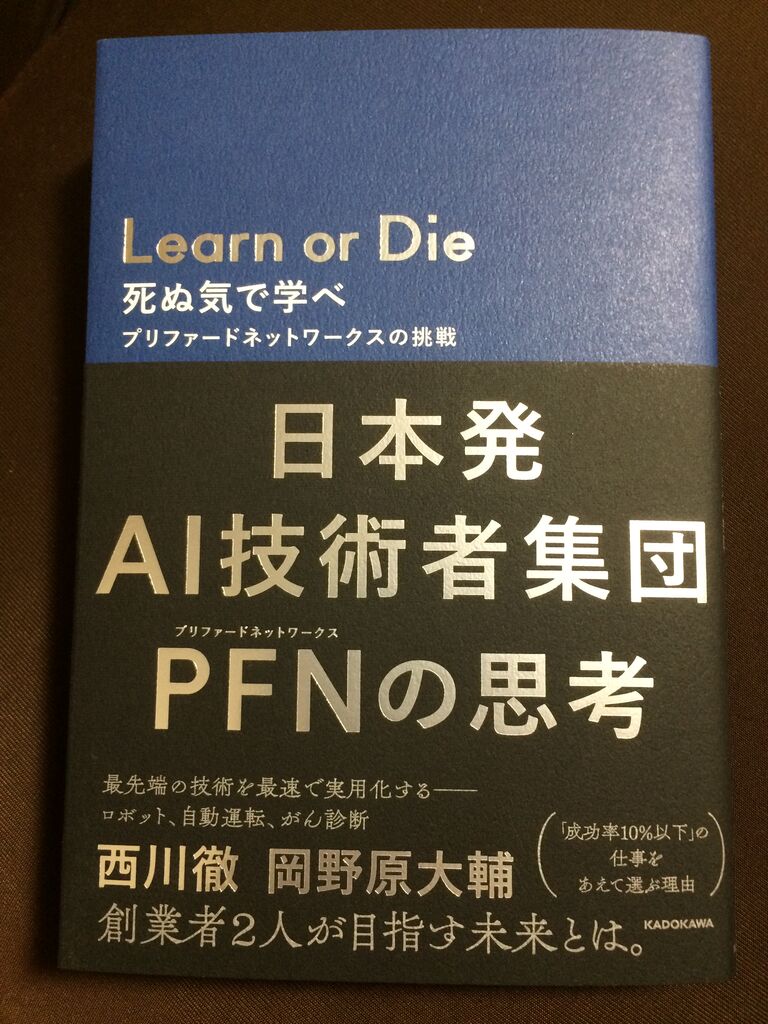 Learn or Die
死ぬ気で学べ
プリファードネットワークスの挑戦
日本発
AI技術者集団
プリファードネットワークス
PFNの思考
最先端の技術を最速で実用化する——
ロボット、自動運転、がん診断
西川徹 岡野原大輔
「成功率10%以下」の
仕事を
あえて選ぶ理由
創業者2人が目指す未来とは。
KADOKAWA